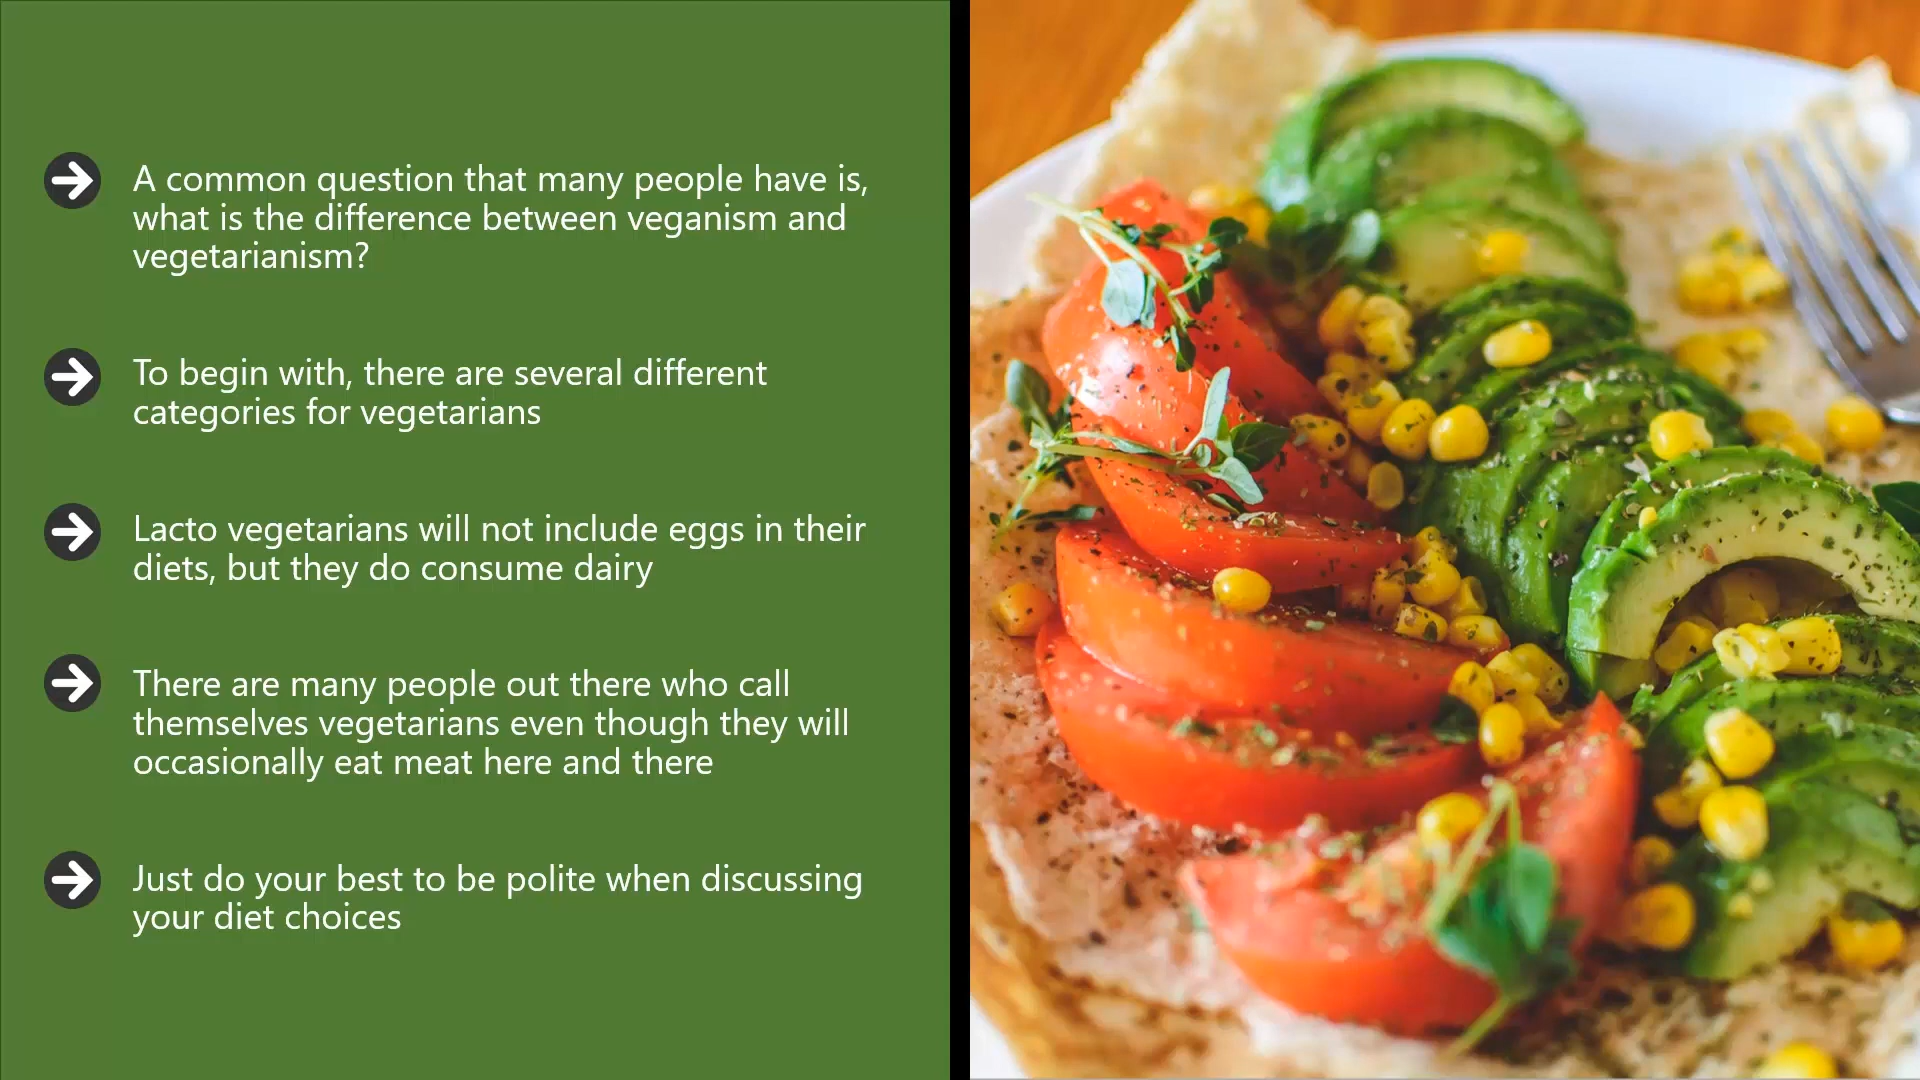 A common question that many people have is,
what is the difference between veganism and
vegetarianism?
To begin with, there are several different
categories for vegetarians
Lacto vegetarians will not include eggs in their
diets, but they do consume dairy
There are many people out there who call
themselves vegetarians even though they will
occasionally eat meat here and there
Just do your best to be polite when discussing
your diet choices